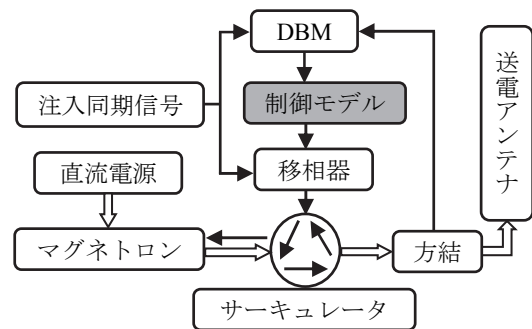 DBM
注入同期信号
制御モデル
移相器
直流電源
マグネトロン
方結
送電アンテナ
サーキュレータ